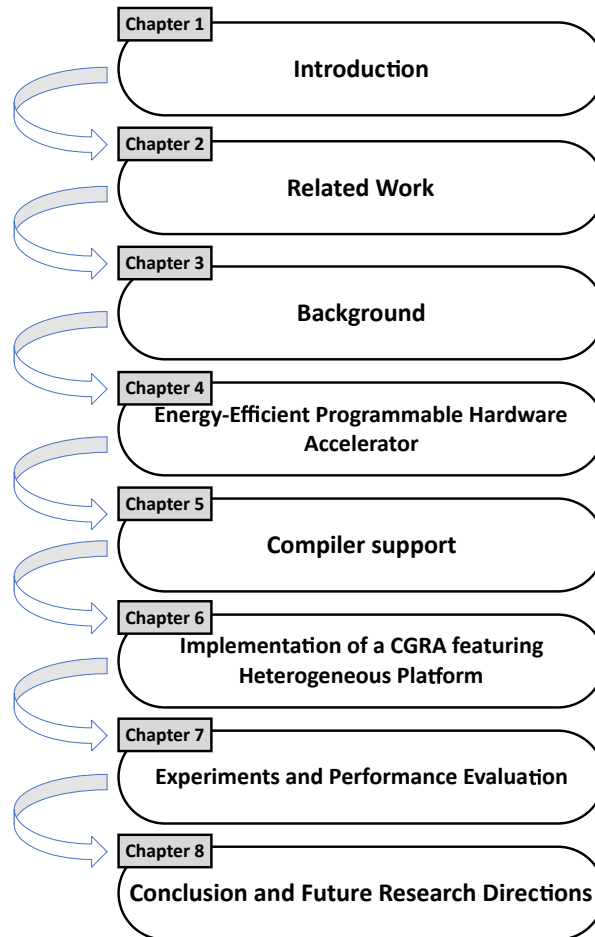 Chapter 1
Introduction
Chapter 2
Related Work
Chapter 3
Background
Chapter 4
Energy-Efficient Programmable Hardware
Accelerator
Chapter 5
Compiler support
Chapter 6
Implementation of a CGRA featuring
Heterogeneous Platform
Chapter 7
Experiments and Performance Evaluation
Chapter 8
Conclusion and Future Research Directions